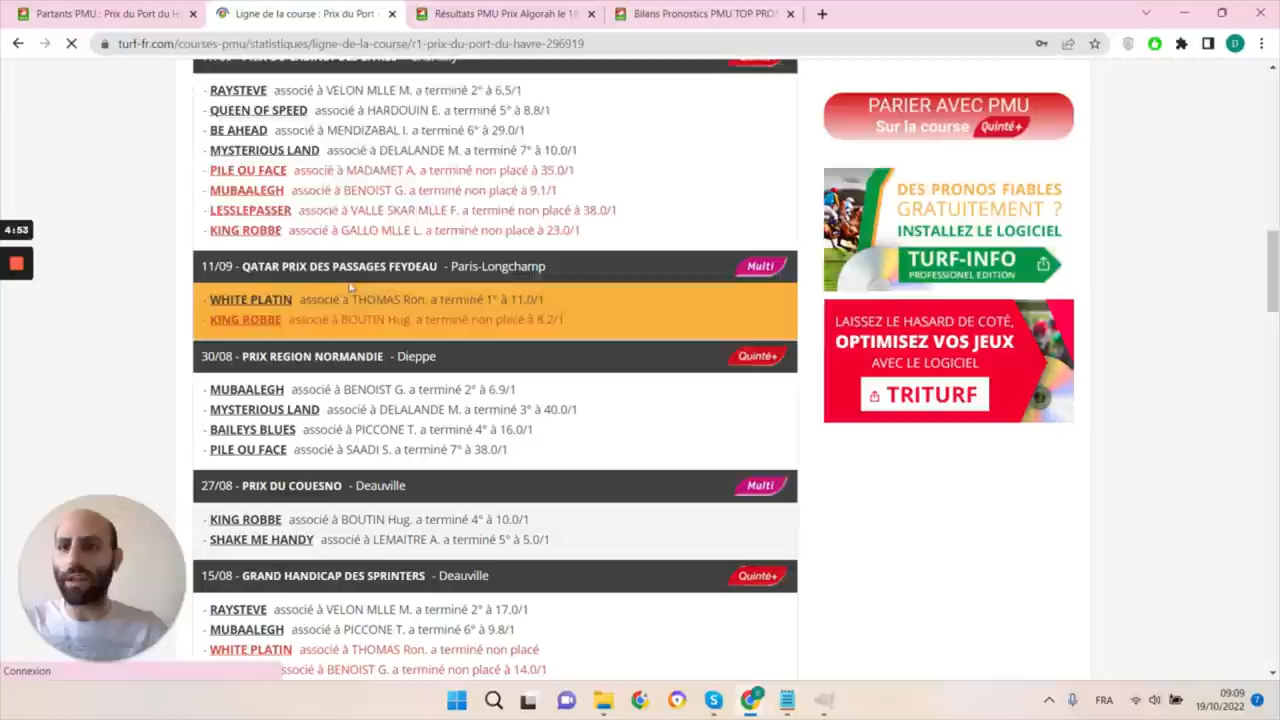 Partants PMU : Prix du Port du H
Ligne de la course : Prix du Port
Résultats PMU Prix Algorah le 1
Bilans Pronostics PMU TOP PRO
turf-fr.com/courses-pmu/statistiques/ligne-de-la-course/r1-prix-du-port-du-havre-296919
Quinté+
- RAYSTEVE associé à VELON MLLE M. a terminé 2° à 6.5/1
- QUEEN OF SPEED associé à HARDOUIN E. a terminé 5° à 8.8/1
- BE AHEAD associé à MENDIZABAL I. a terminé 6° à 29.0/1
- MYSTERIOUS LAND associé à DELALANDE M. a terminé 7° à 10.0/1
- PILE OU FACE associé à MADAMET A. a terminé non placé à 35.0/1
- MUBAALEGH associé à BENOIST G. a terminé non placé à 9.1/1
- LESSLEPASSER associé à VALLE SKAR MLLE F. a terminé non placé à 38.0/1
- KING ROBBE associé à GALLO MLLE L. a terminé non placé à 23.0/1
11/09 - QATAR PRIX DES PASSAGES FEYDEAU - Paris-Longchamp
Multi
- WHITE PLATIN associé à THOMAS Ron. a terminé 1° à 11.0/1
- KING ROBBE associé à BOUTIN Hug. a terminé non placé à 8.2/1
30/08 - PRIX REGION NORMANDIE - Dieppe
Quinté+
- MUBAALEGH associé à BENOIST G. a terminé 2° à 6.9/1
- MYSTERIOUS LAND associé à DELALANDE M. a terminé 3° à 40.0/1
- BAILEYS BLUES associé à PICCONE T. a terminé 4° à 16.0/1
- PILE OU FACE associé à SAADI S. a terminé 7° à 38.0/1
27/08 - PRIX DU COUESNO - Deauville
Multi
- KING ROBBE associé à BOUTIN Hug. a terminé 4° à 10.0/1
- SHAKE ME HANDY associé à LEMAITRE A. a terminé 5° à 5.0/1
15/08 - GRAND HANDICAP DES SPRINTERS - Deauville
Quinté+
- RAYSTEVE associé à VELON MLLE M. a terminé 2° à 17.0/1
- MUBAALEGH associé à PICCONE T. a terminé 6° à 9.8/1
- WHITE PLATIN associé à THOMAS Ron. a terminé non placé
ssocié à BENOIST G. a terminé non placé à 14.0/1
PARIER AVEC PMU
Sur la course Quinté+
DES PRONOS FIABLES
GRATUITEMENT ?
INSTALLEZ LE LOGICIEL
TURF-INFO
PROFESSIONEL EDITION
LAISSEZ LE HASARD DE COTÉ,
OPTIMISEZ VOS JEUX
AVEC LE LOGICIEL
TRITURF
4:53
Connexion
FRA
09:09
19/10/2022
7
D